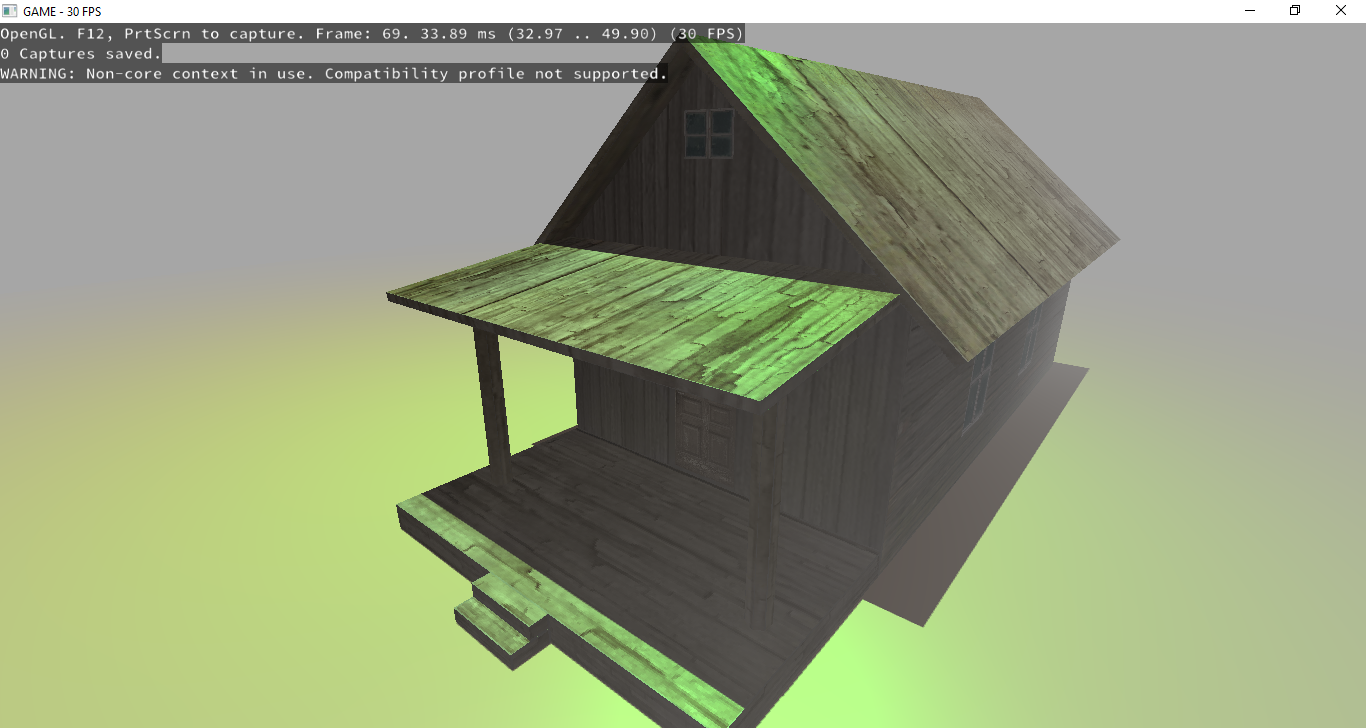 GAME - 30 FPS
OpenGL. F12, PrtScrn to capture. Frame: 69. 33.89 ms (32.97 .. 49.90) (30 FPS)
0 Captures saved.
WARNING: Non-core context in use. Compatibility profile not supported.